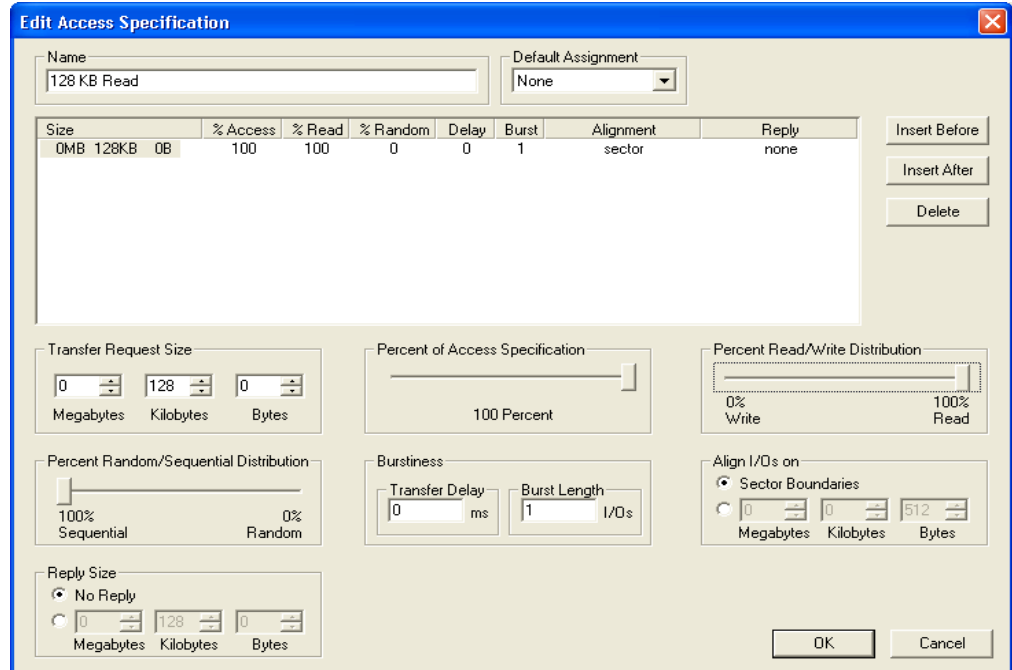 Edit Access Specification
Name
Default Assignment
128 KB Read
None
Size % Access % Read % Random Delay Burst Alignment Reply
0MB 128KB 0B 100 100 0 0 1 sector none
Insert Before
Insert After
Delete
Transfer Request Size
0 128 0
Megabytes Kilobytes Bytes
Percent of Access Specification
100 Percent
Percent Read/Write Distribution
0% 100%
Write Read
Percent Random/Sequential Distribution
100% 0%
Sequential Random
Burstiness
Transfer Delay Burst Length
0 ms 1 I/Os
Align I/Os on
Sector Boundaries
0 0 512
Megabytes Kilobytes Bytes
Reply Size
No Reply
0 128 0
Megabytes Kilobytes Bytes
OK Cancel